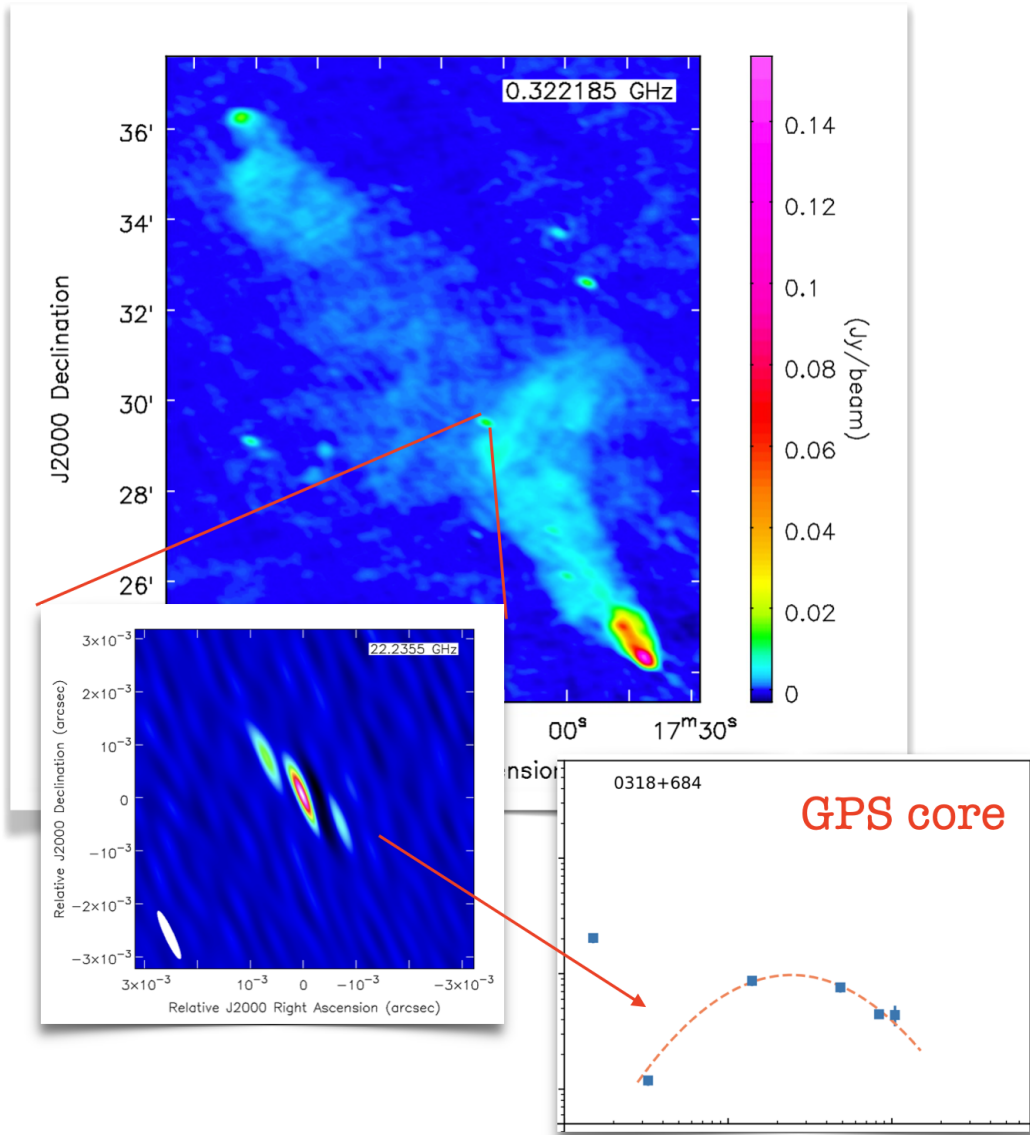 0.322185 GHz
36'
34'
32'
30'
28'
26'
J2000 Declination
00ˢ
17ᵐ30ˢ
0.14
0.12
0.1
0.08
0.06
0.04
0.02
0
(Jy/beam)
22.2355 GHz
3×10⁻³
2×10⁻³
10⁻³
0
−10⁻³
−2×10⁻³
−3×10⁻³
Relative J2000 Declination (arcsec)
3×10⁻³
10⁻³
0
−10⁻³
−3×10⁻³
Relative J2000 Right Ascension (arcsec)
ension
0318+684
GPS core